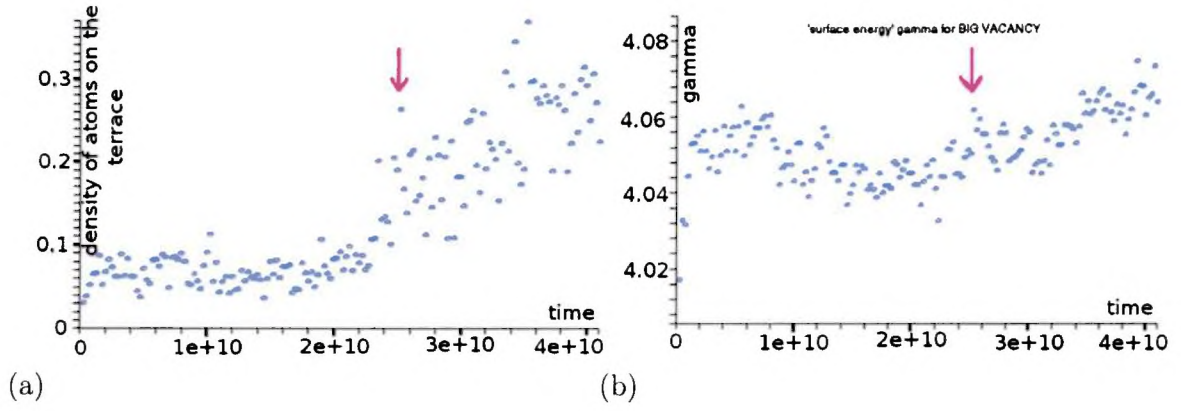 density of atoms on the
terrace
0.3
0.2
0.1
0
0
1e+10
2e+10
3e+10
4e+10
time
(a)
'surface energy' gamma for BIG VACANCY
gamma
4.08
4.06
4.04
4.02
0
1e+10
2e+10
3e+10
4e+10
time
(b)